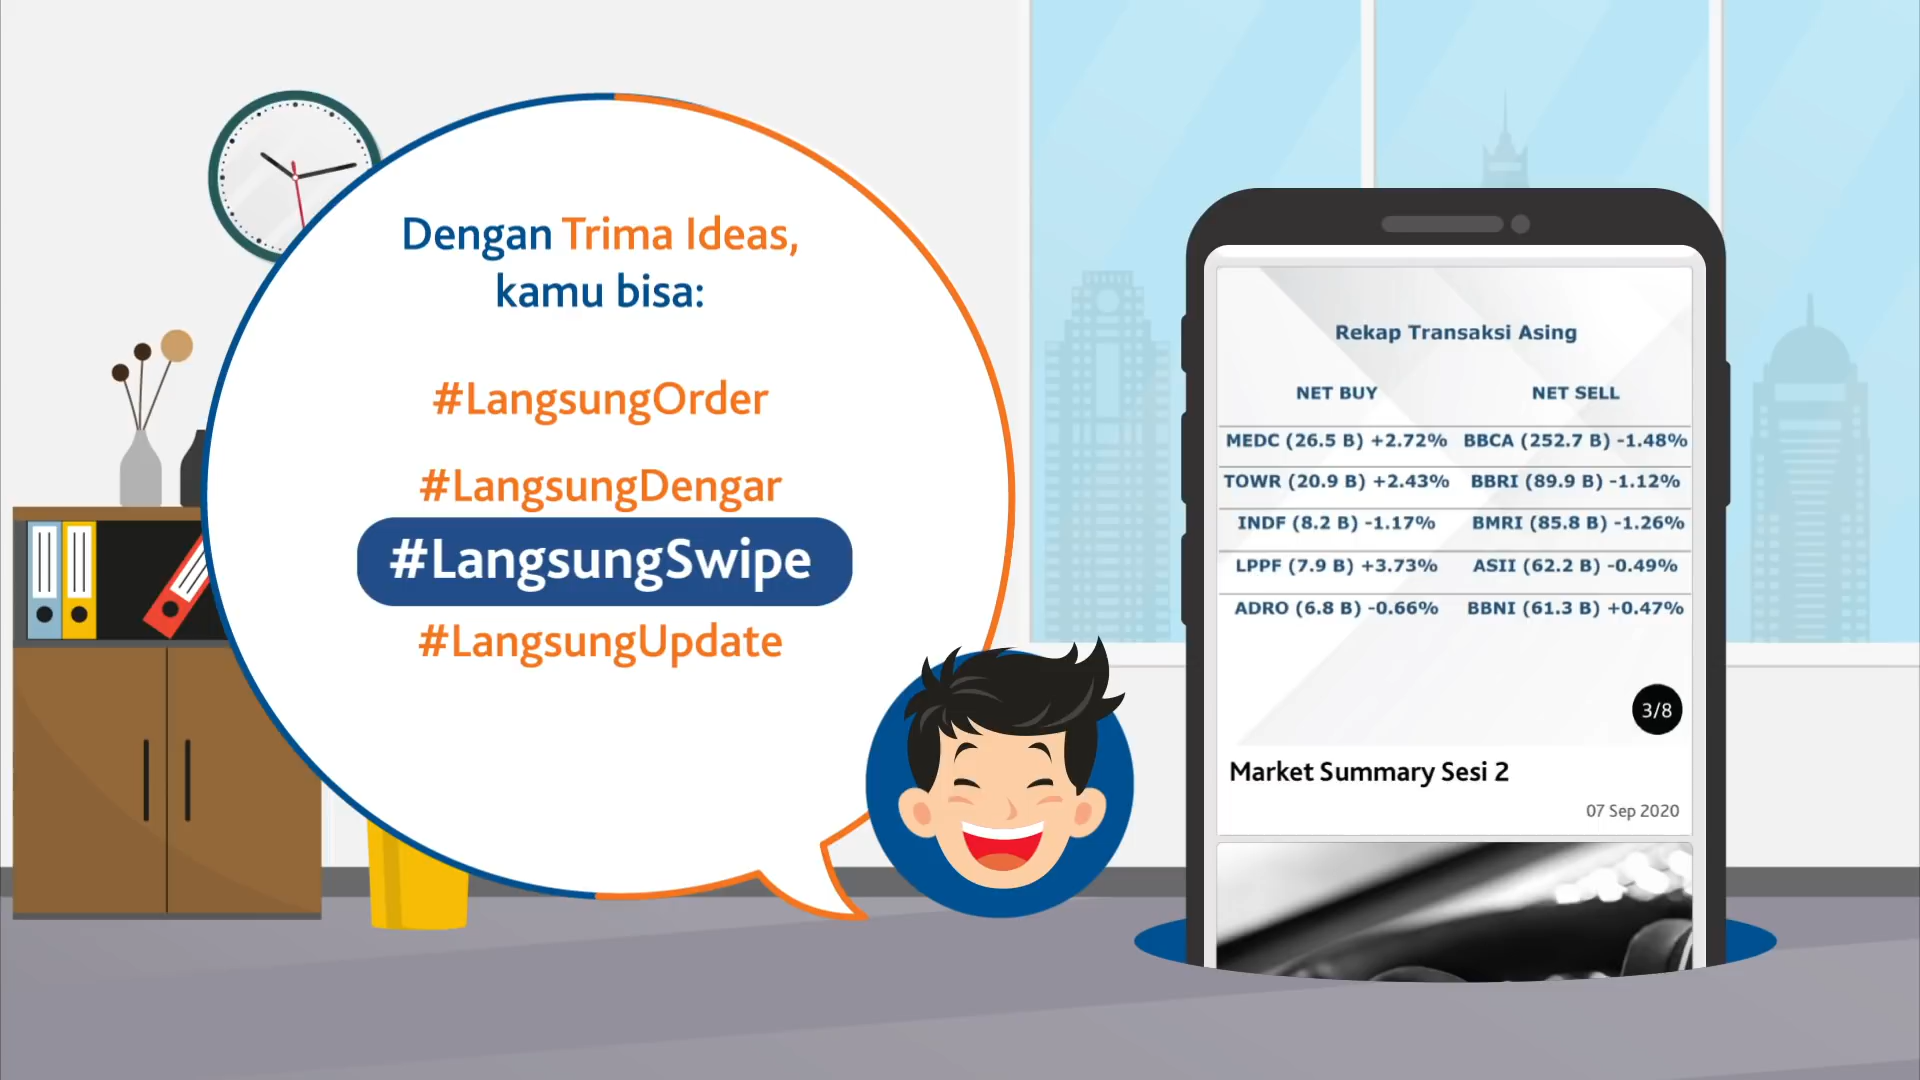 Dengan Trima Ideas,
kamu bisa:
#LangsungOrder
#LangsungDengar
#LangsungSwipe
#LangsungUpdate
Rekap Transaksi Asing
NET BUY NET SELL
MEDC (26.5 B) +2.72% BBCA (252.7 B) -1.48%
TOWR (20.9 B) +2.43% BBRI (89.9 B) -1.12%
INDF (8.2 B) -1.17% BMRI (85.8 B) -1.26%
LPPF (7.9 B) +3.73% ASII (62.2 B) -0.49%
ADRO (6.8 B) -0.66% BBNI (61.3 B) +0.47%
3/8
Market Summary Sesi 2
07 Sep 2020